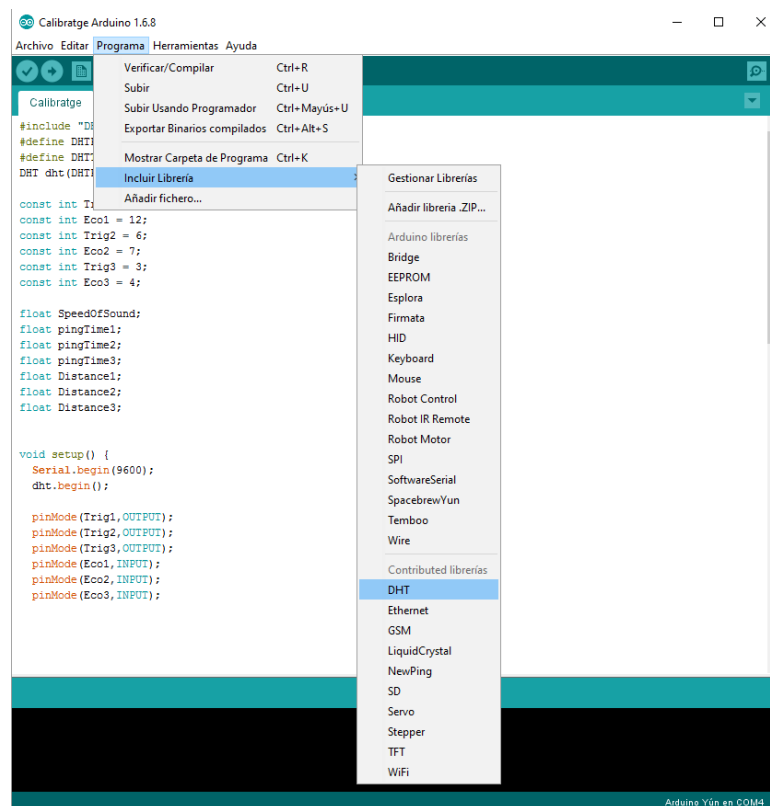 Calibratge Arduino 1.6.8
Archivo Editar Programa Herramientas Ayuda
Verificar/Compilar Ctrl+R
Subir Ctrl+U
Subir Usando Programador Ctrl+Mayús+U
Exportar Binarios compilados Ctrl+Alt+S
Mostrar Carpeta de Programa Ctrl+K
Incluir Librería
Añadir fichero...
Gestionar Librerías
Añadir libreria .ZIP...
Arduino librerías
Bridge
EEPROM
Esplora
Firmata
HID
Keyboard
Mouse
Robot Control
Robot IR Remote
Robot Motor
SPI
SoftwareSerial
SpacebrewYun
Temboo
Wire
Contributed librerías
DHT
Ethernet
GSM
LiquidCrystal
NewPing
SD
Servo
Stepper
TFT
WiFi
Calibratge
#include
#define
#define
DHT
const int
const int Eco1 = 12;
const int Trig2 = 6;
const int Eco2 = 7;
const int Trig3 = 3;
const int Eco3 = 4;
float SpeedOfSound;
float pingTime1;
float pingTime2;
float pingTime3;
float Distance1;
float Distance2;
float Distance3;
void setup() {
Serial.begin(9600);
dht.begin();
pinMode(Trig1,OUTPUT);
pinMode(Trig2,OUTPUT);
pinMode(Trig3,OUTPUT);
pinMode(Eco1,INPUT);
pinMode(Eco2,INPUT);
pinMode(Eco3,INPUT);
Arduino Yún en COM4